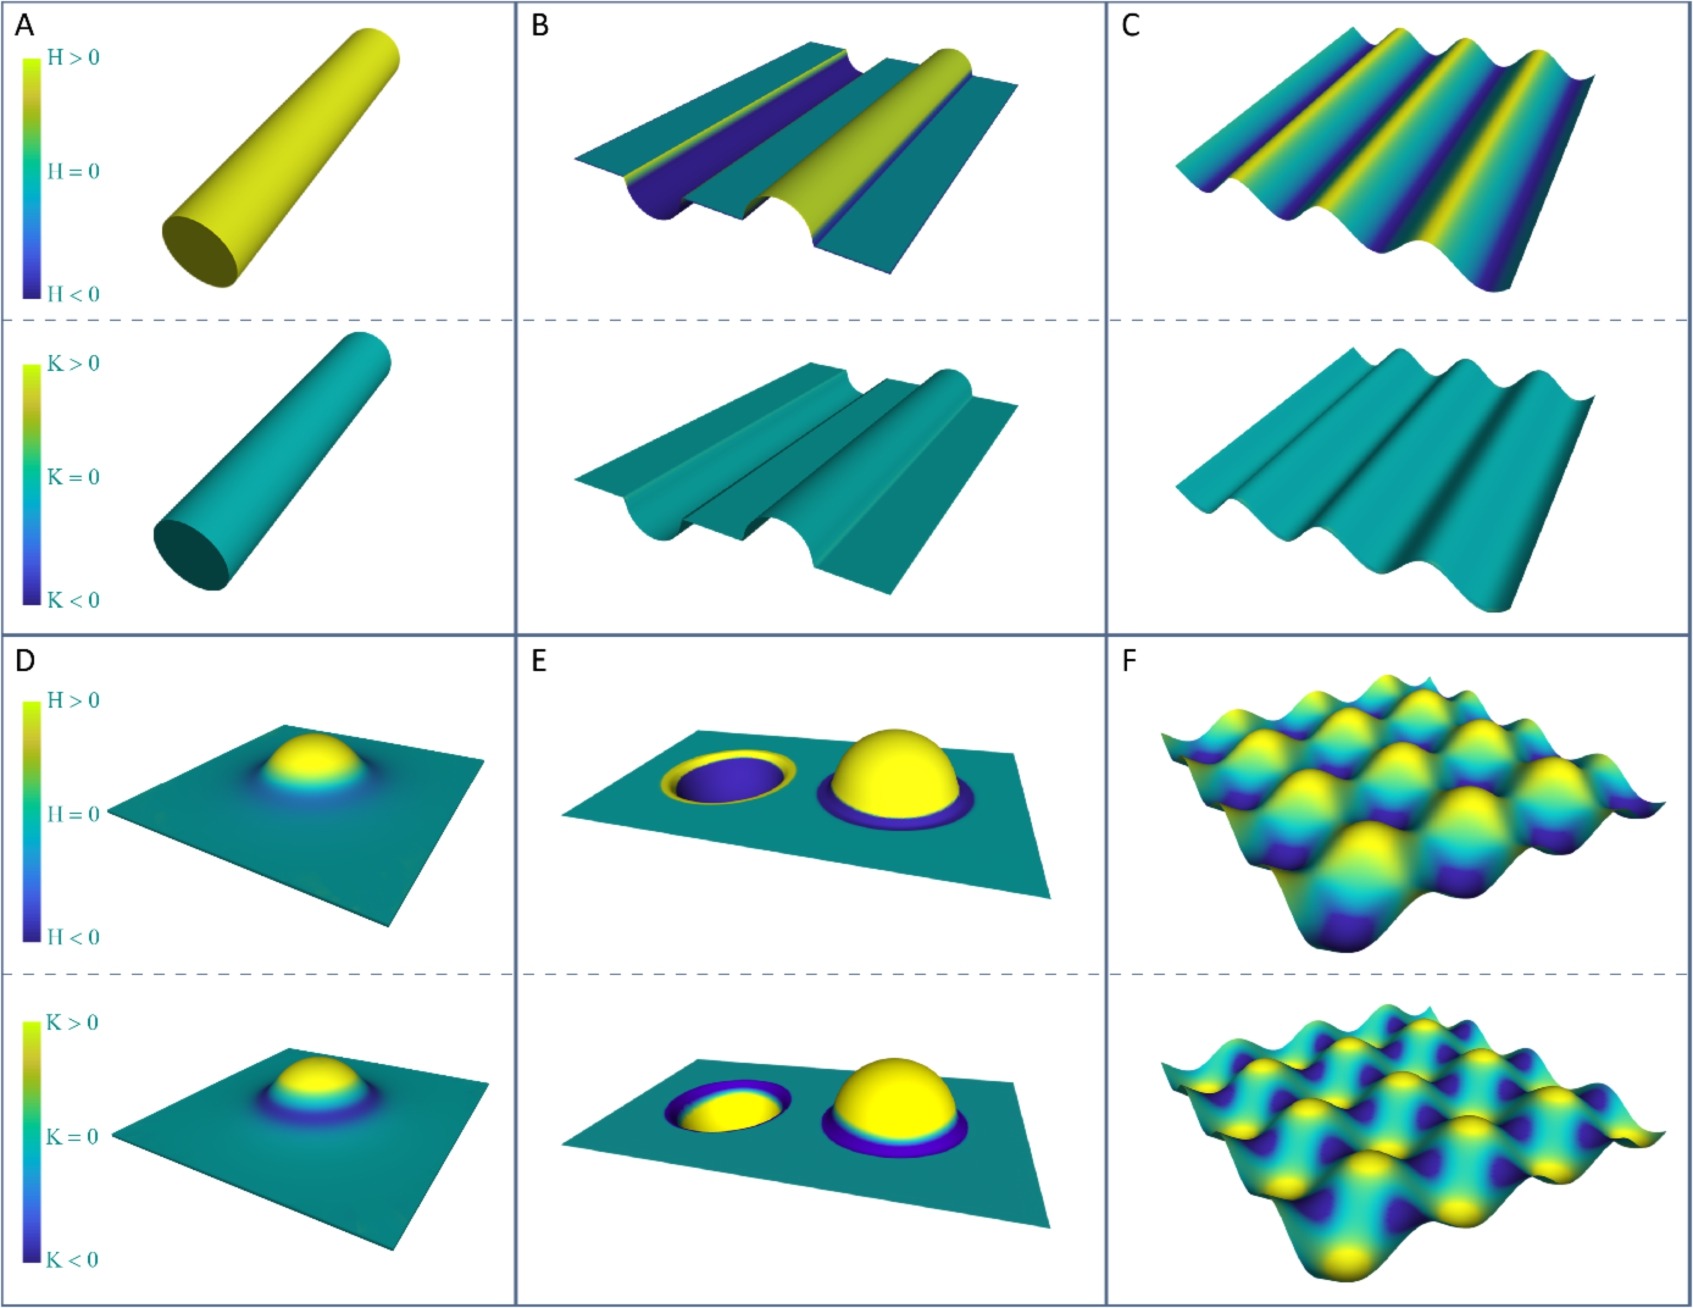 A
H > 0
H = 0
H < 0
K > 0
K = 0
K < 0
B
C
D
H > 0
H = 0
H < 0
K > 0
K = 0
K < 0
E
F